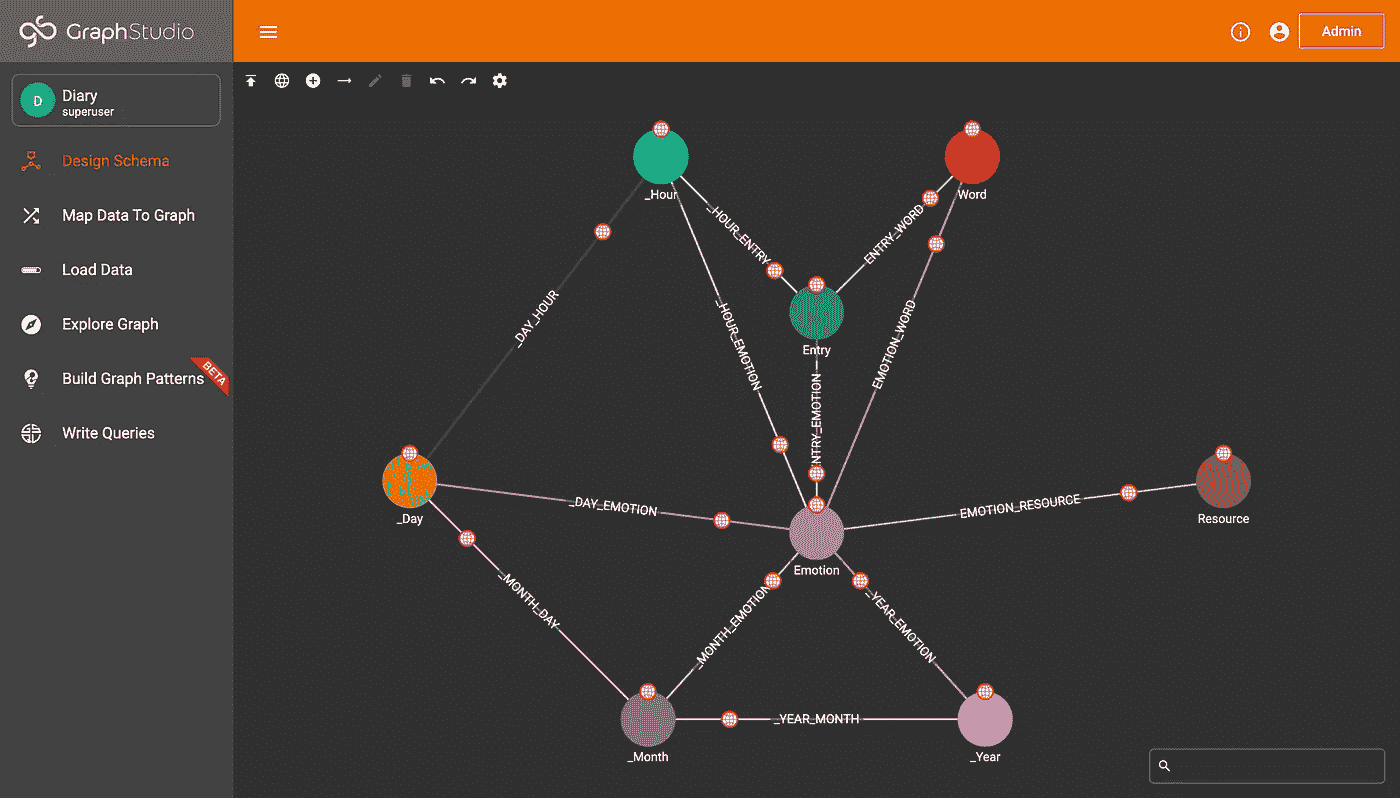 GraphStudio
Admin
D
Diary
superuser
Design Schema
Map Data To Graph
Load Data
Explore Graph
Build Graph Patterns
BETA
Write Queries
_Hour
Word
_HOUR_ENTRY
ENTRY_WORD
_DAY_HOUR
_HOUR_EMOTION
EMOTION_WORD
Entry
ENTRY_EMOTION
_Day
_DAY_EMOTION
EMOTION_RESOURCE
Resource
Emotion
_MONTH_DAY
_MONTH_EMOTION
_YEAR_EMOTION
_YEAR_MONTH
_Month
_Year